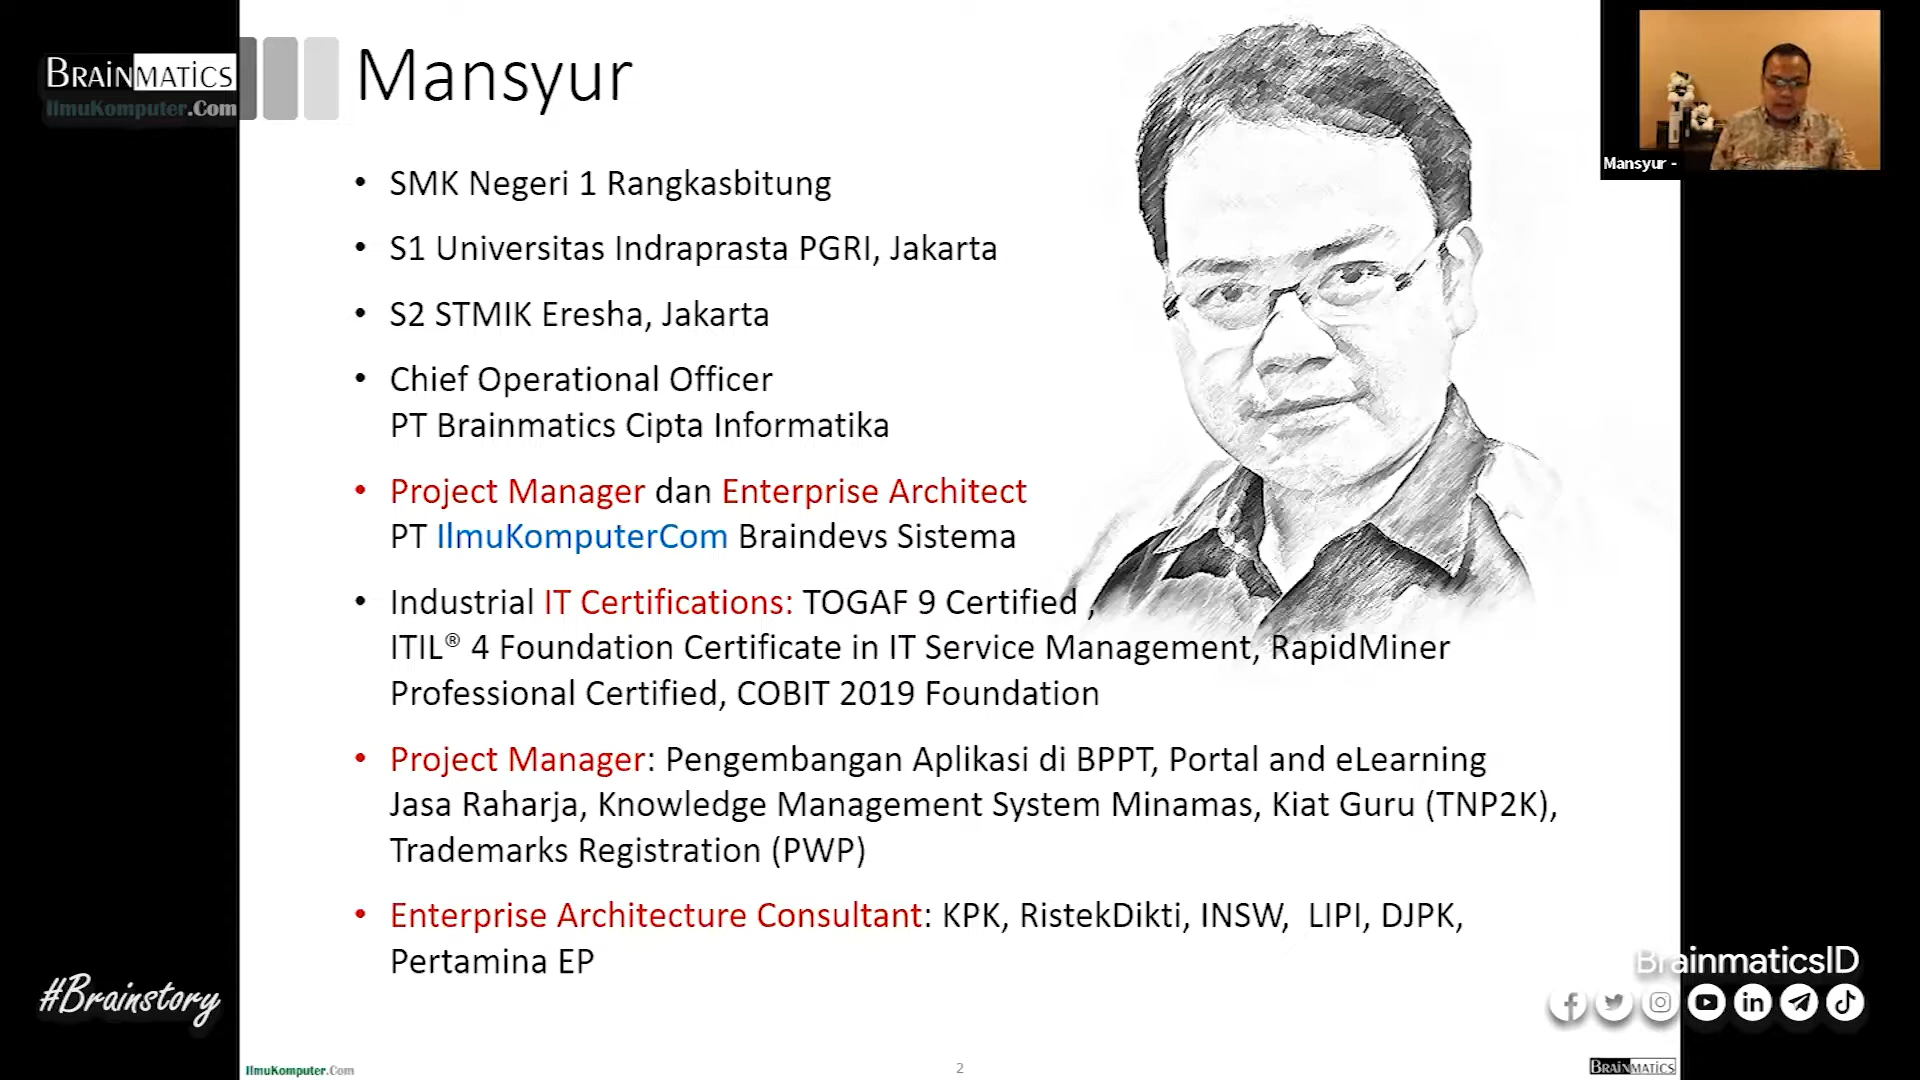 BRAINMATICS
IlmuKomputer.Com
Mansyur
Mansyur -
• SMK Negeri 1 Rangkasbitung
• S1 Universitas Indraprasta PGRI, Jakarta
• S2 STMIK Eresha, Jakarta
• Chief Operational Officer
PT Brainmatics Cipta Informatika
• Project Manager dan Enterprise Architect
PT IlmuKomputerCom Braindevs Sistema
• Industrial IT Certifications: TOGAF 9 Certified ,
ITIL® 4 Foundation Certificate in IT Service Management, RapidMiner
Professional Certified, COBIT 2019 Foundation
• Project Manager: Pengembangan Aplikasi di BPPT, Portal and eLearning
Jasa Raharja, Knowledge Management System Minamas, Kiat Guru (TNP2K),
Trademarks Registration (PWP)
• Enterprise Architecture Consultant: KPK, RistekDikti, INSW, LIPI, DJPK,
Pertamina EP
#Brainstory
BrainmaticsID
IlmuKomputer.Com
2
BRAINMATICS